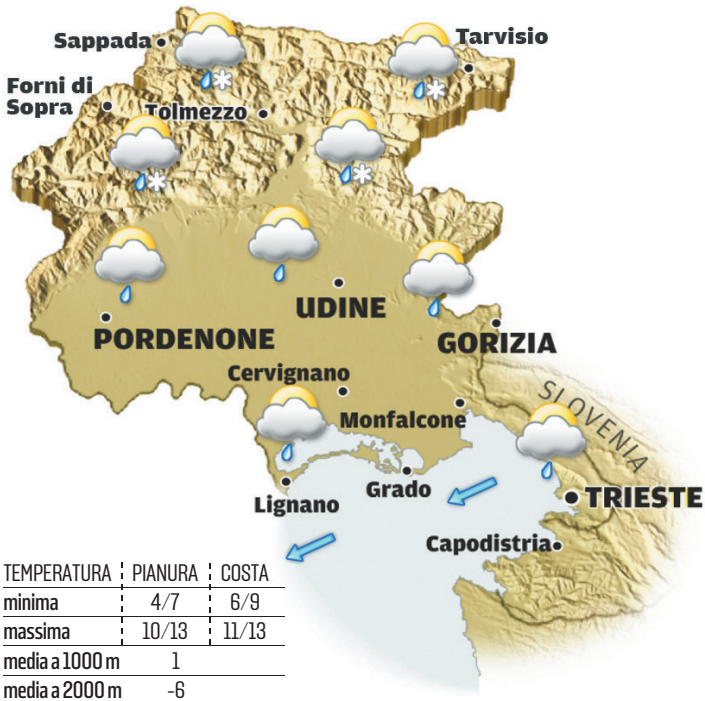 Sappada
Tarvisio
Forni di
Sopra
Tolmezzo
UDINE
PORDENONE
GORIZIA
Cervignano
SLOVENIA
Monfalcone
Grado
Lignano
TRIESTE
Capodistria
TEMPERATURA PIANURA COSTA
minima 4/7 6/9
massima 10/13 11/13
media a 1000 m 1
media a 2000 m -6